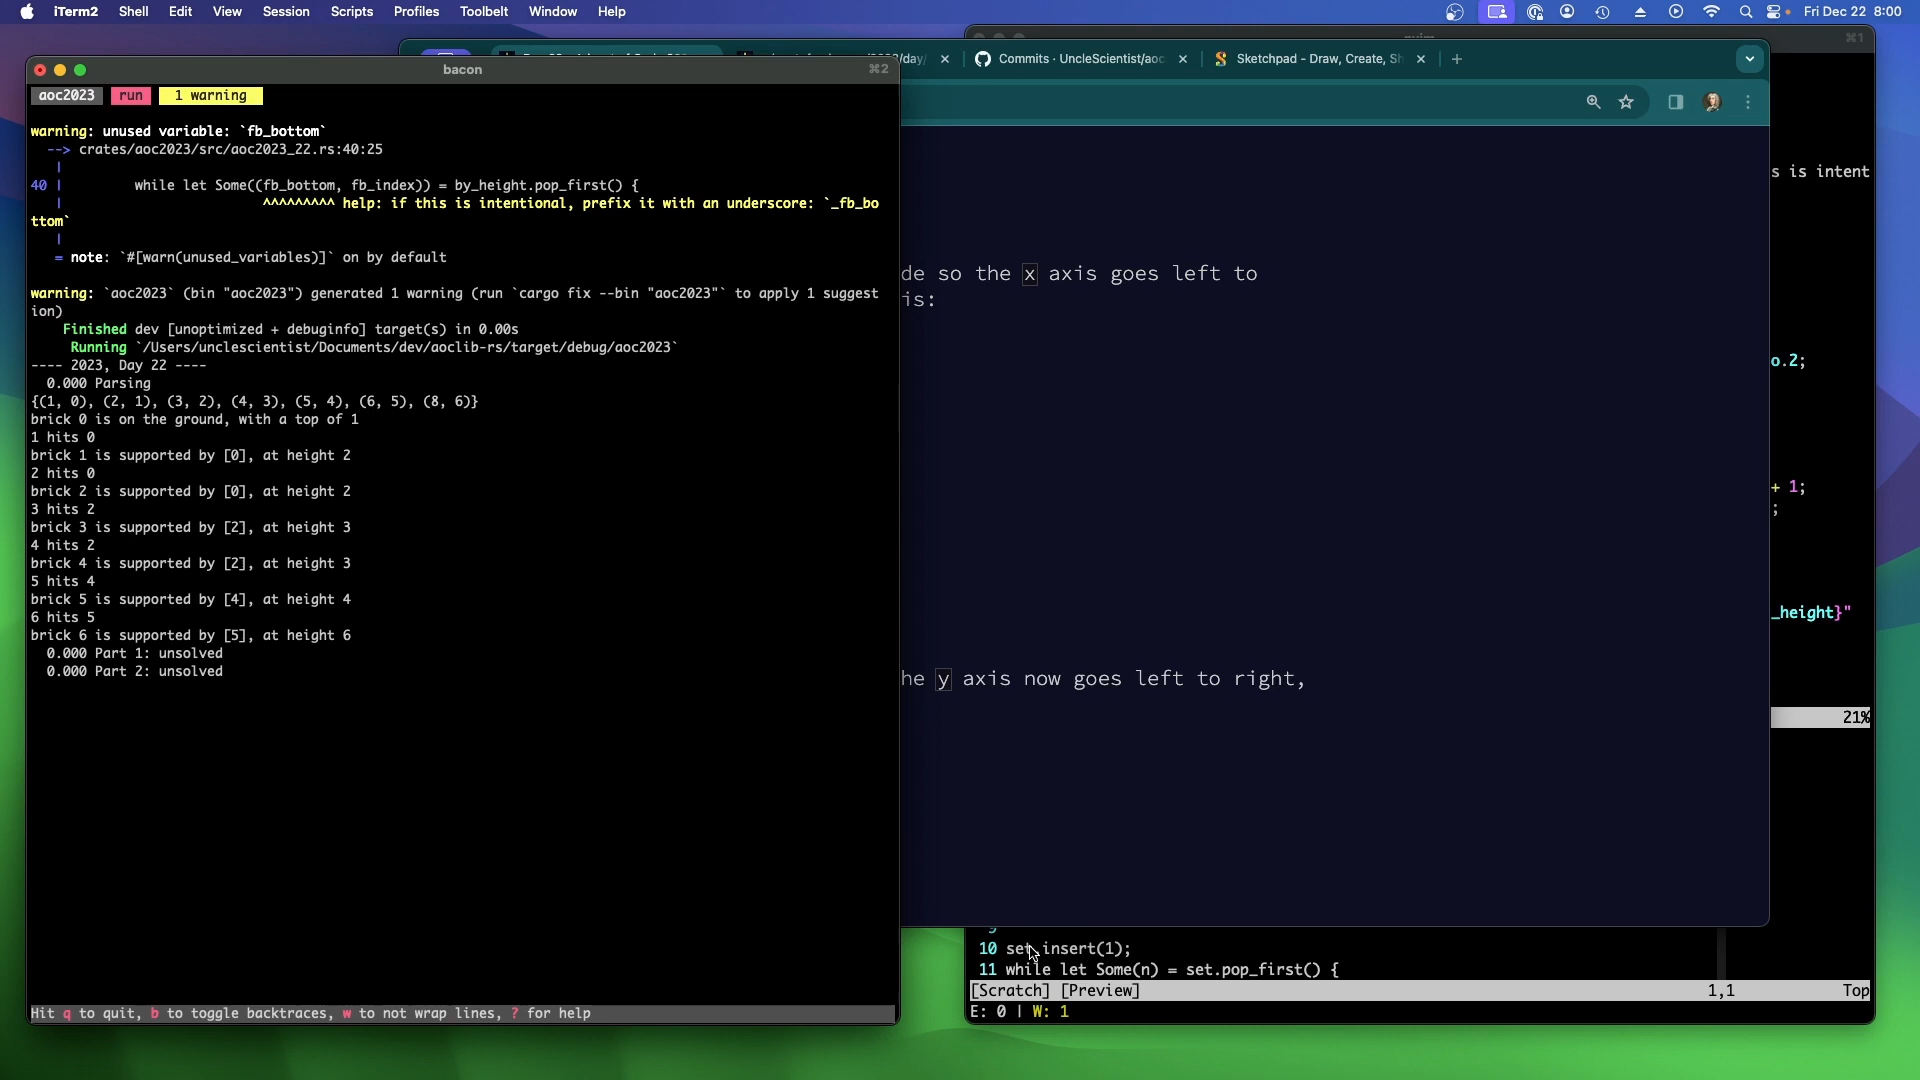 iTerm2 Shell Edit View Session Scripts Profiles Toolbelt Window Help
Fri Dec 22 8:00
bacon
⌘2
⌘1
day/
Commits · UncleScientist/aoc
Sketchpad - Draw, Create, Sh
aoc2023 run 1 warning
warning: unused variable: `fb_bottom`
--> crates/aoc2023/src/aoc2023_22.rs:40:25
|
40 | while let Some((fb_bottom, fb_index)) = by_height.pop_first() {
| ^^^^^^^^^ help: if this is intentional, prefix it with an underscore: `_fb_bo
ttom`
|
= note: `#[warn(unused_variables)]` on by default
warning: `aoc2023` (bin "aoc2023") generated 1 warning (run `cargo fix --bin "aoc2023"` to apply 1 suggest
ion)
Finished dev [unoptimized + debuginfo] target(s) in 0.00s
Running `/Users/unclescientist/Documents/dev/aoclib-rs/target/debug/aoc2023`
---- 2023, Day 22 ----
0.000 Parsing
{(1, 0), (2, 1), (3, 2), (4, 3), (5, 4), (6, 5), (8, 6)}
brick 0 is on the ground, with a top of 1
1 hits 0
brick 1 is supported by [0], at height 2
2 hits 0
brick 2 is supported by [0], at height 2
3 hits 2
brick 3 is supported by [2], at height 3
4 hits 2
brick 4 is supported by [2], at height 3
5 hits 4
brick 5 is supported by [4], at height 4
6 hits 5
brick 6 is supported by [5], at height 6
0.000 Part 1: unsolved
0.000 Part 2: unsolved
Hit q to quit, b to toggle backtraces, w to not wrap lines, ? for help
de so the x axis goes left to
is:
he y axis now goes left to right,
s is intent
o.2;
+ 1;
;
_height}"
21%
9
10 set.insert(1);
11 while let Some(n) = set.pop_first() {
[Scratch] [Preview] 1,1 Top
E: 0 | W: 1